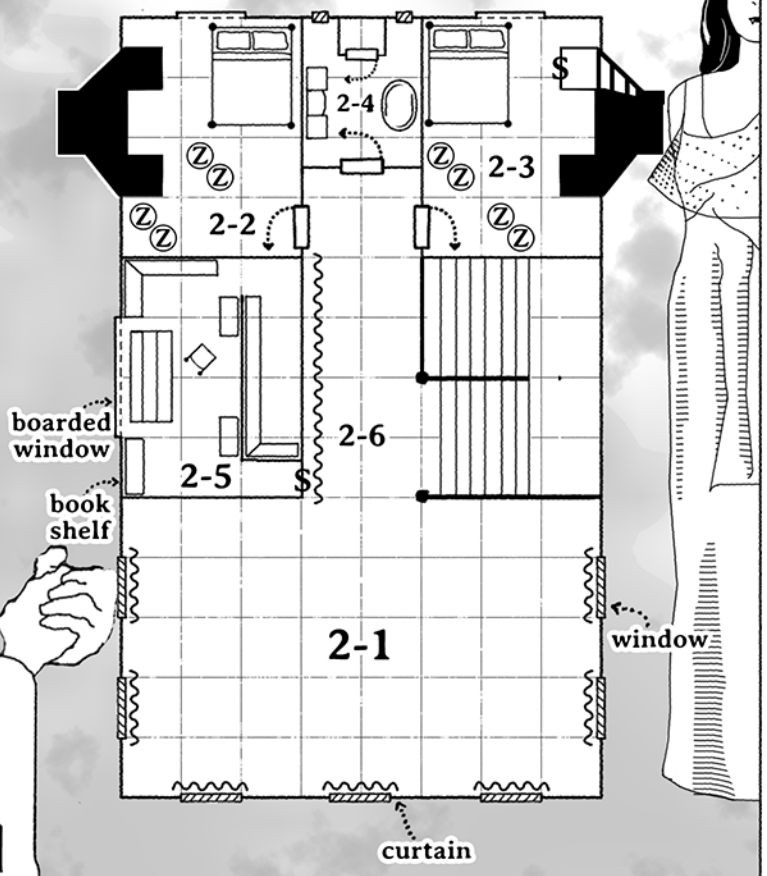 S
2-4
Z
Z
Z
Z
2-3
Z
Z
2-2
Z
Z
boarded
window
2-6
2-5
S
book
shelf
2-1
window
curtain